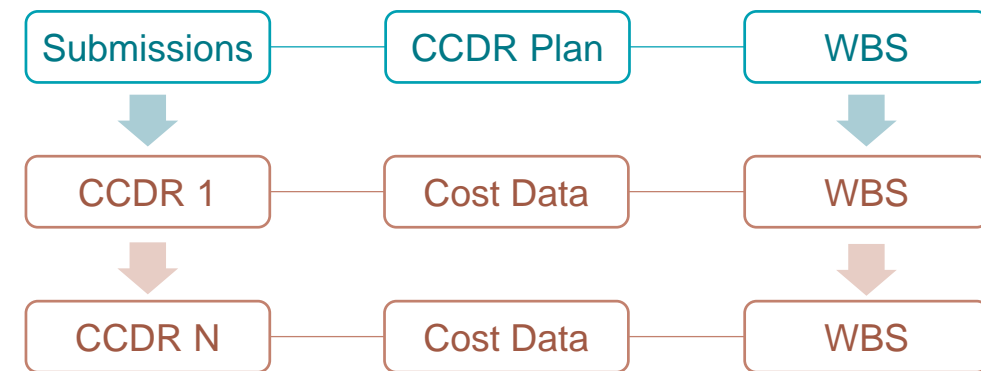 Submissions
CCDR Plan
WBS
CCDR 1
Cost Data
WBS
CCDR N
Cost Data
WBS